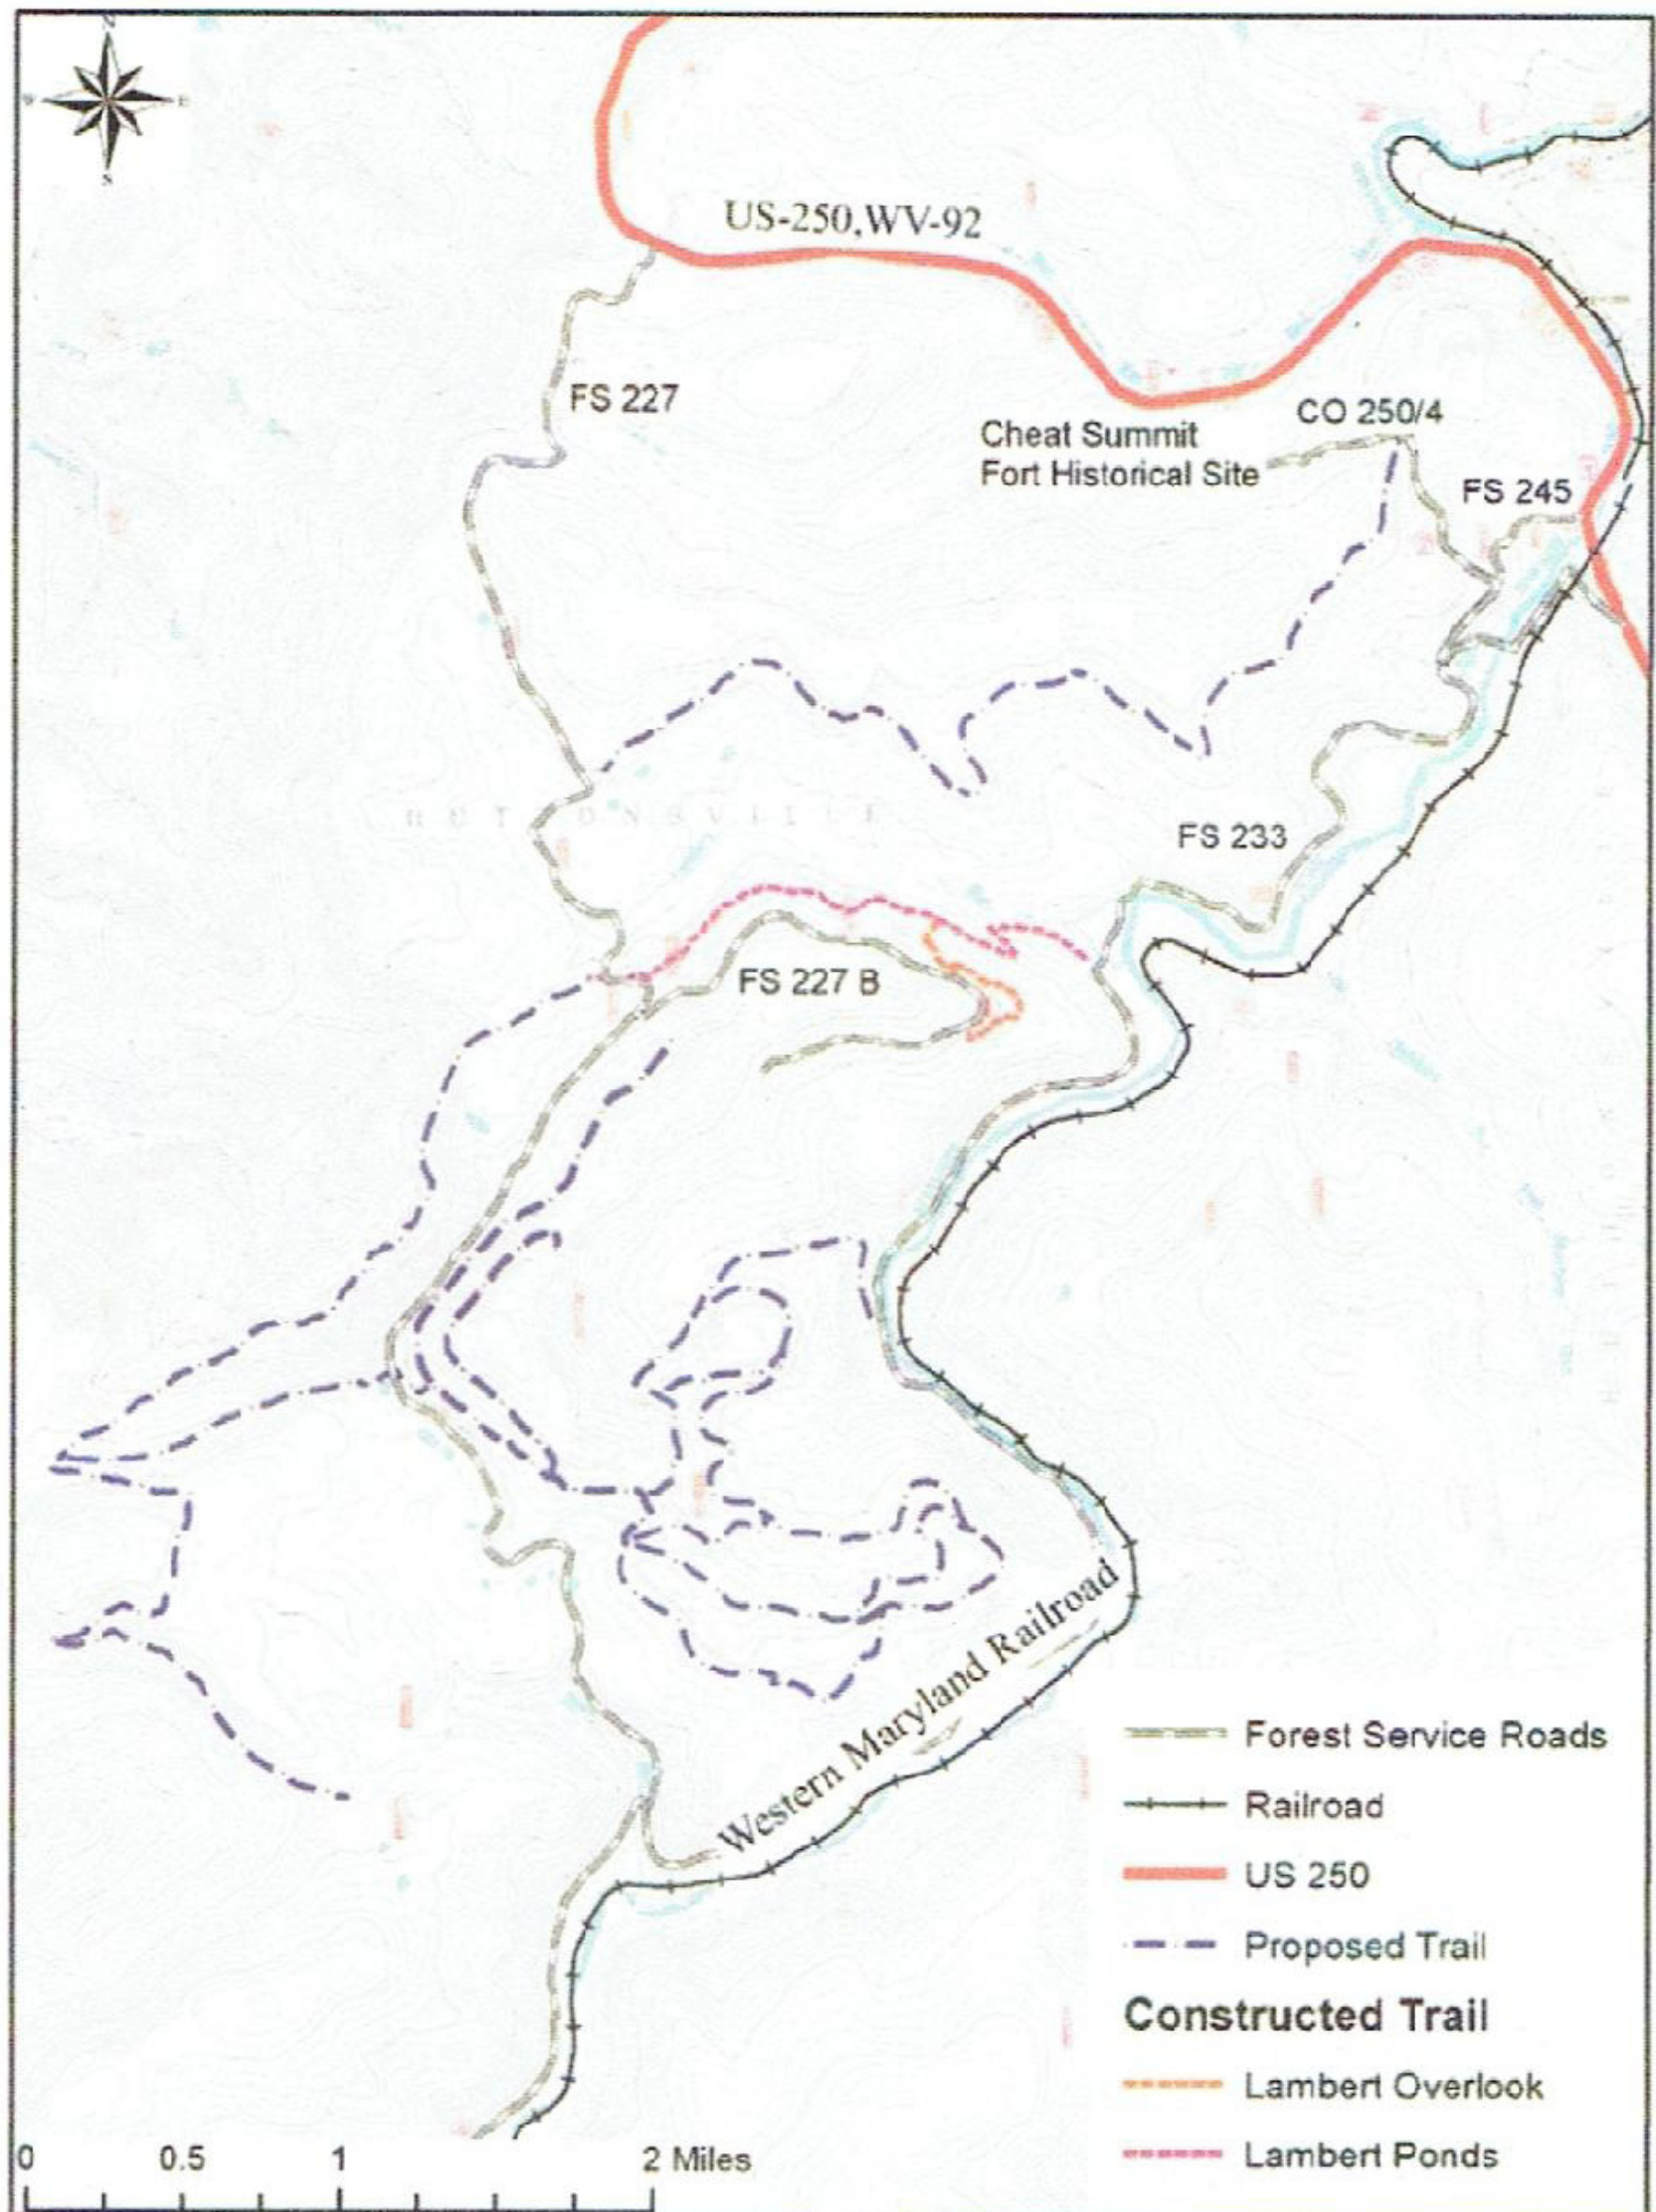 N
W
E
S
US-250,WV-92
FS 227
CO 250/4
Cheat Summit
Fort Historical Site
FS 245
HUTTONSVILLE
FS 233
FS 227 B
Western Maryland Railroad
Forest Service Roads
Railroad
US 250
Proposed Trail
Constructed Trail
Lambert Overlook
Lambert Ponds
0 0.5 1 2 Miles